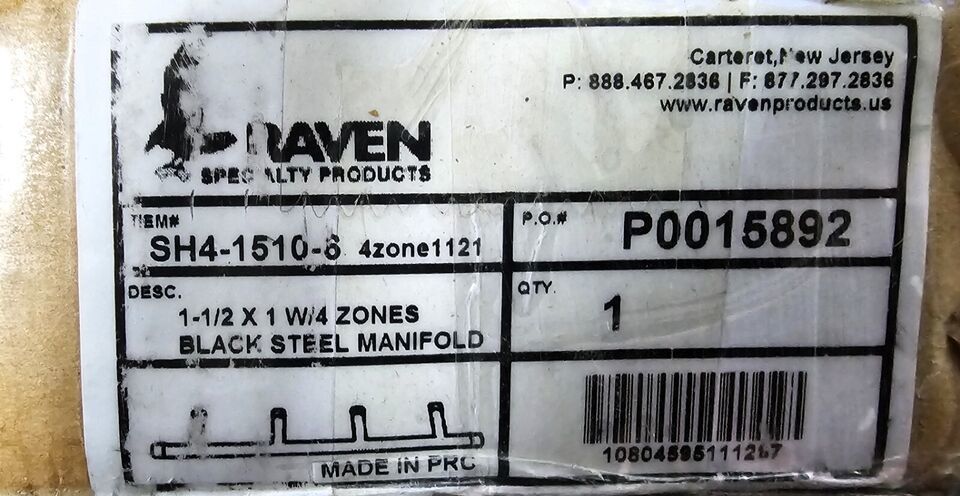 Carteret, New Jersey
P: 888.467.2836 | F: 877.297.2836
www.ravenproducts.us
RAVEN
SPECIALTY PRODUCTS
ITEM#
SH4-1510-6 4zone1121
P.O.#
P0015892
DESC.
1-1/2 X 1 W/4 ZONES
BLACK STEEL MANIFOLD
QTY.
1
MADE IN PRC